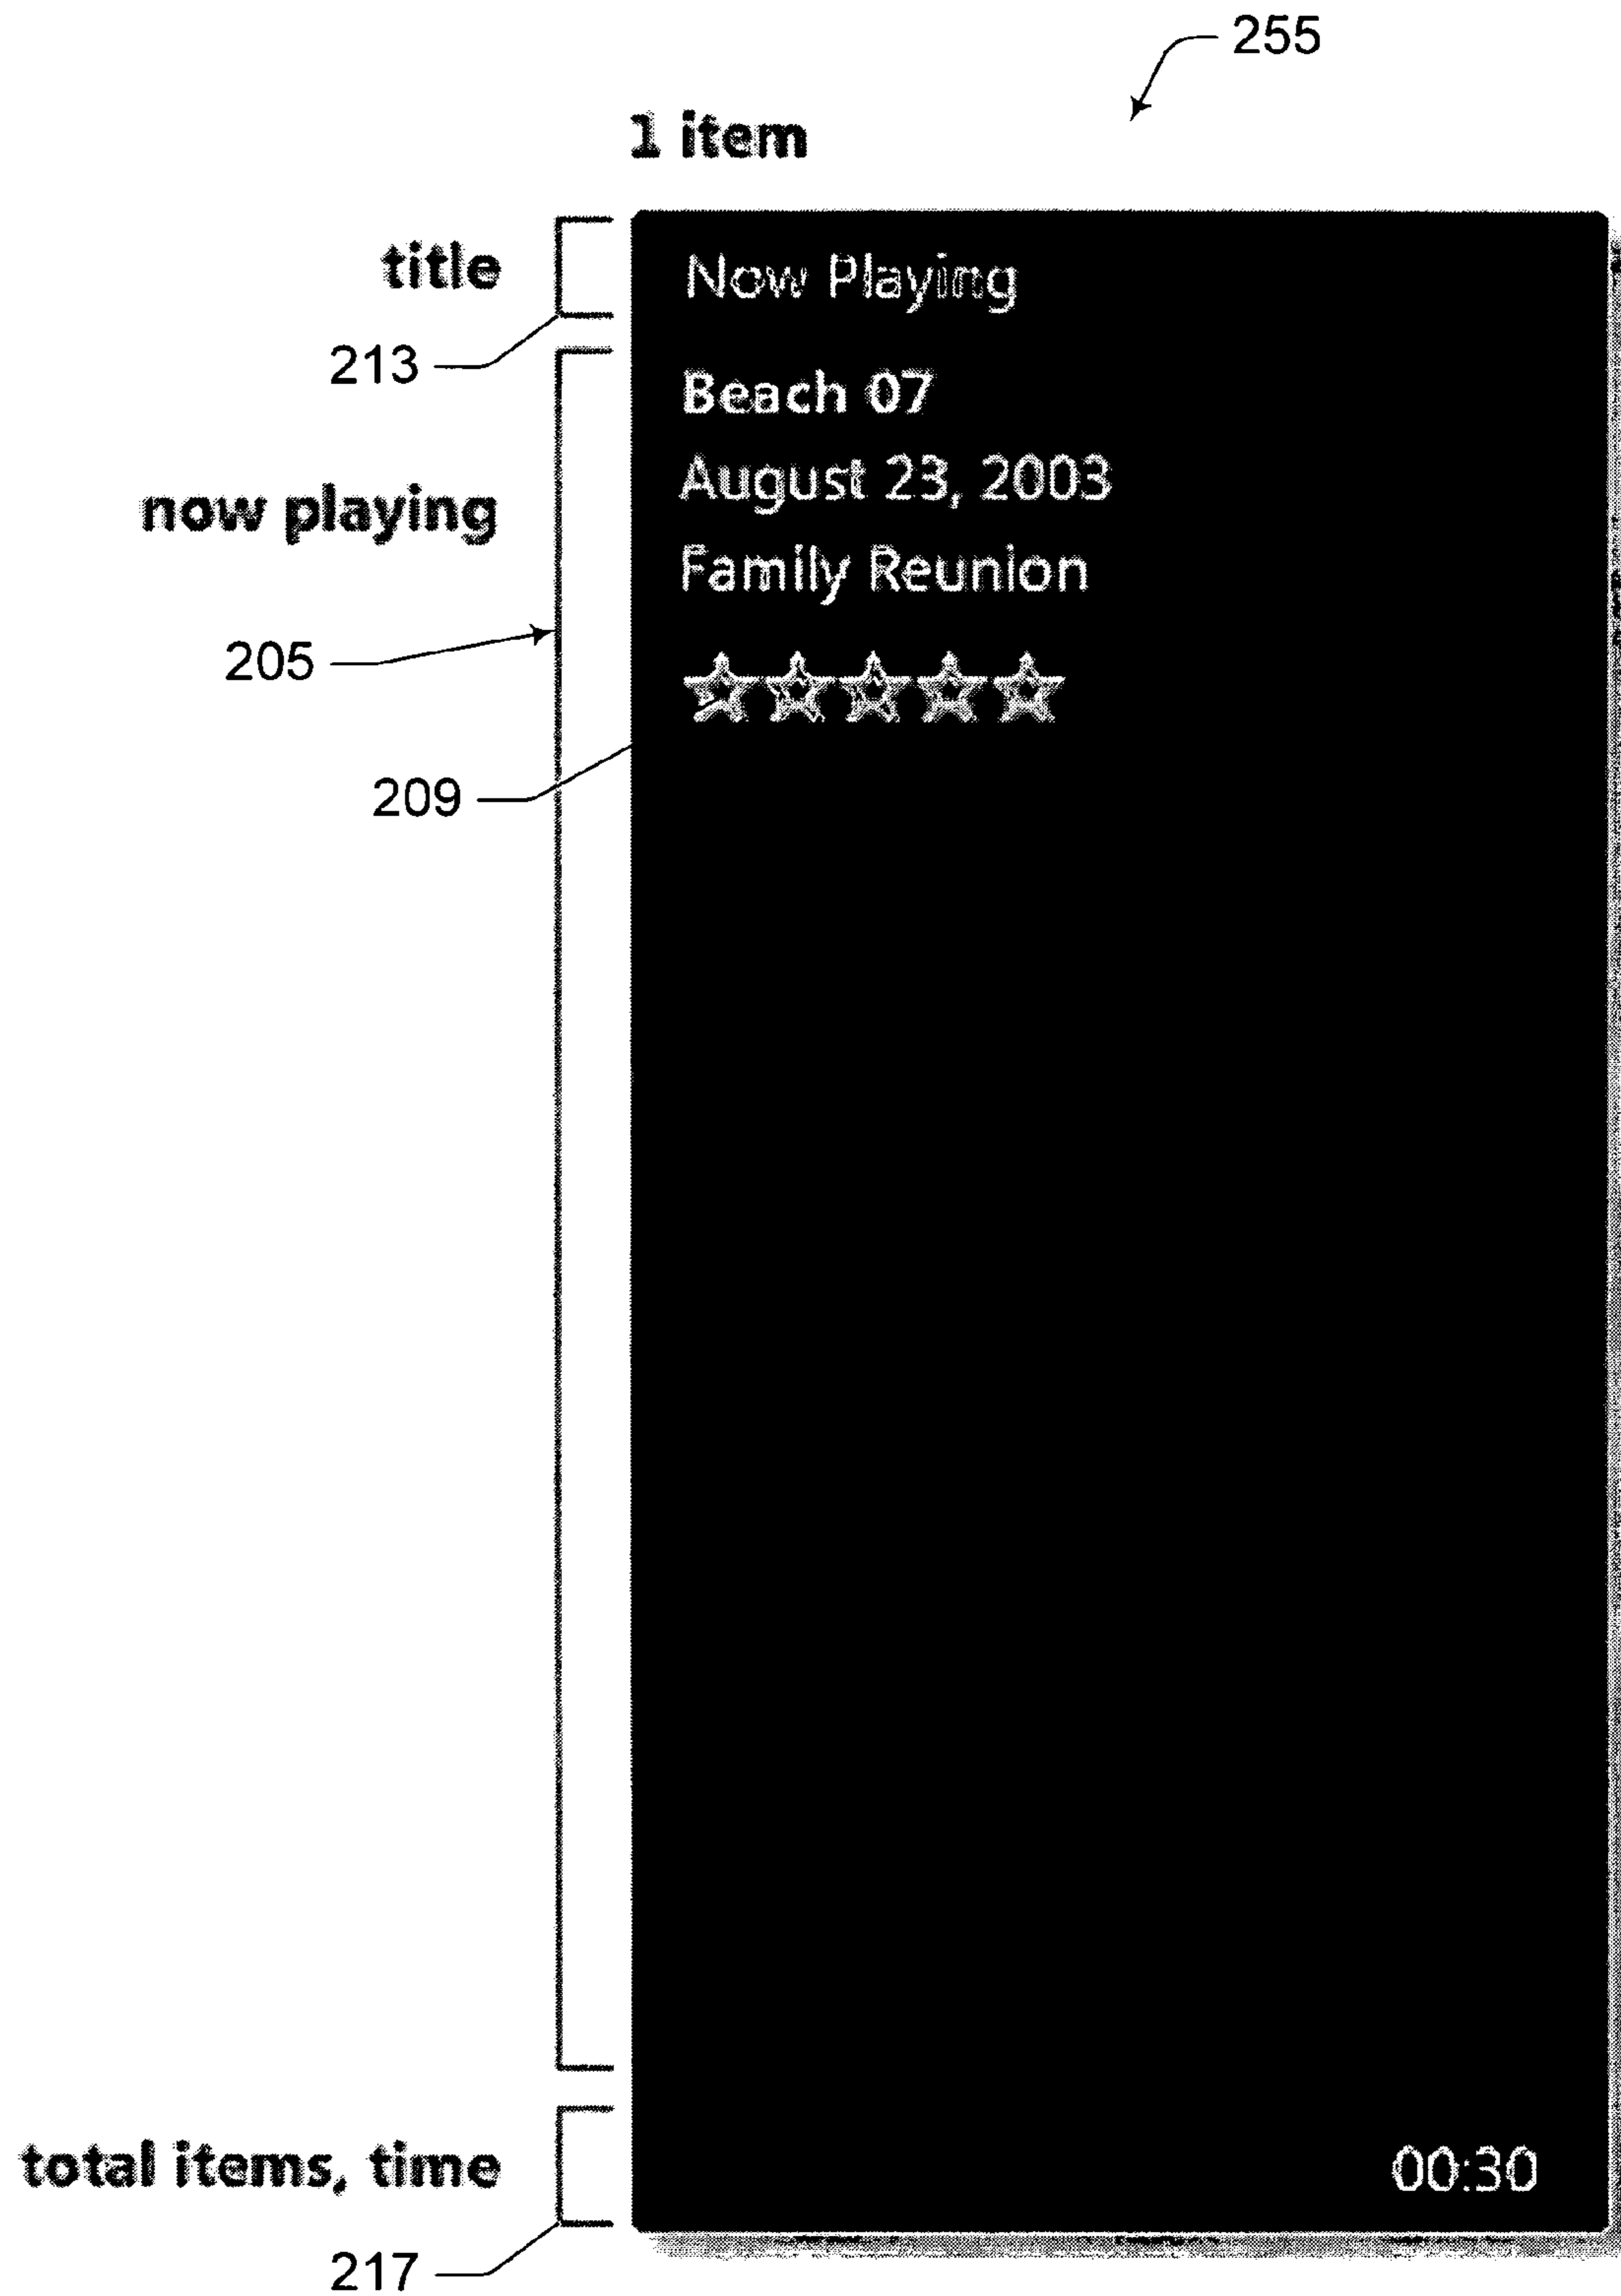 255
1 item
title
Now Playing
213
Beach 07
August 23, 2003
now playing
Family Reunion
205
209
total items, time
00:30
217